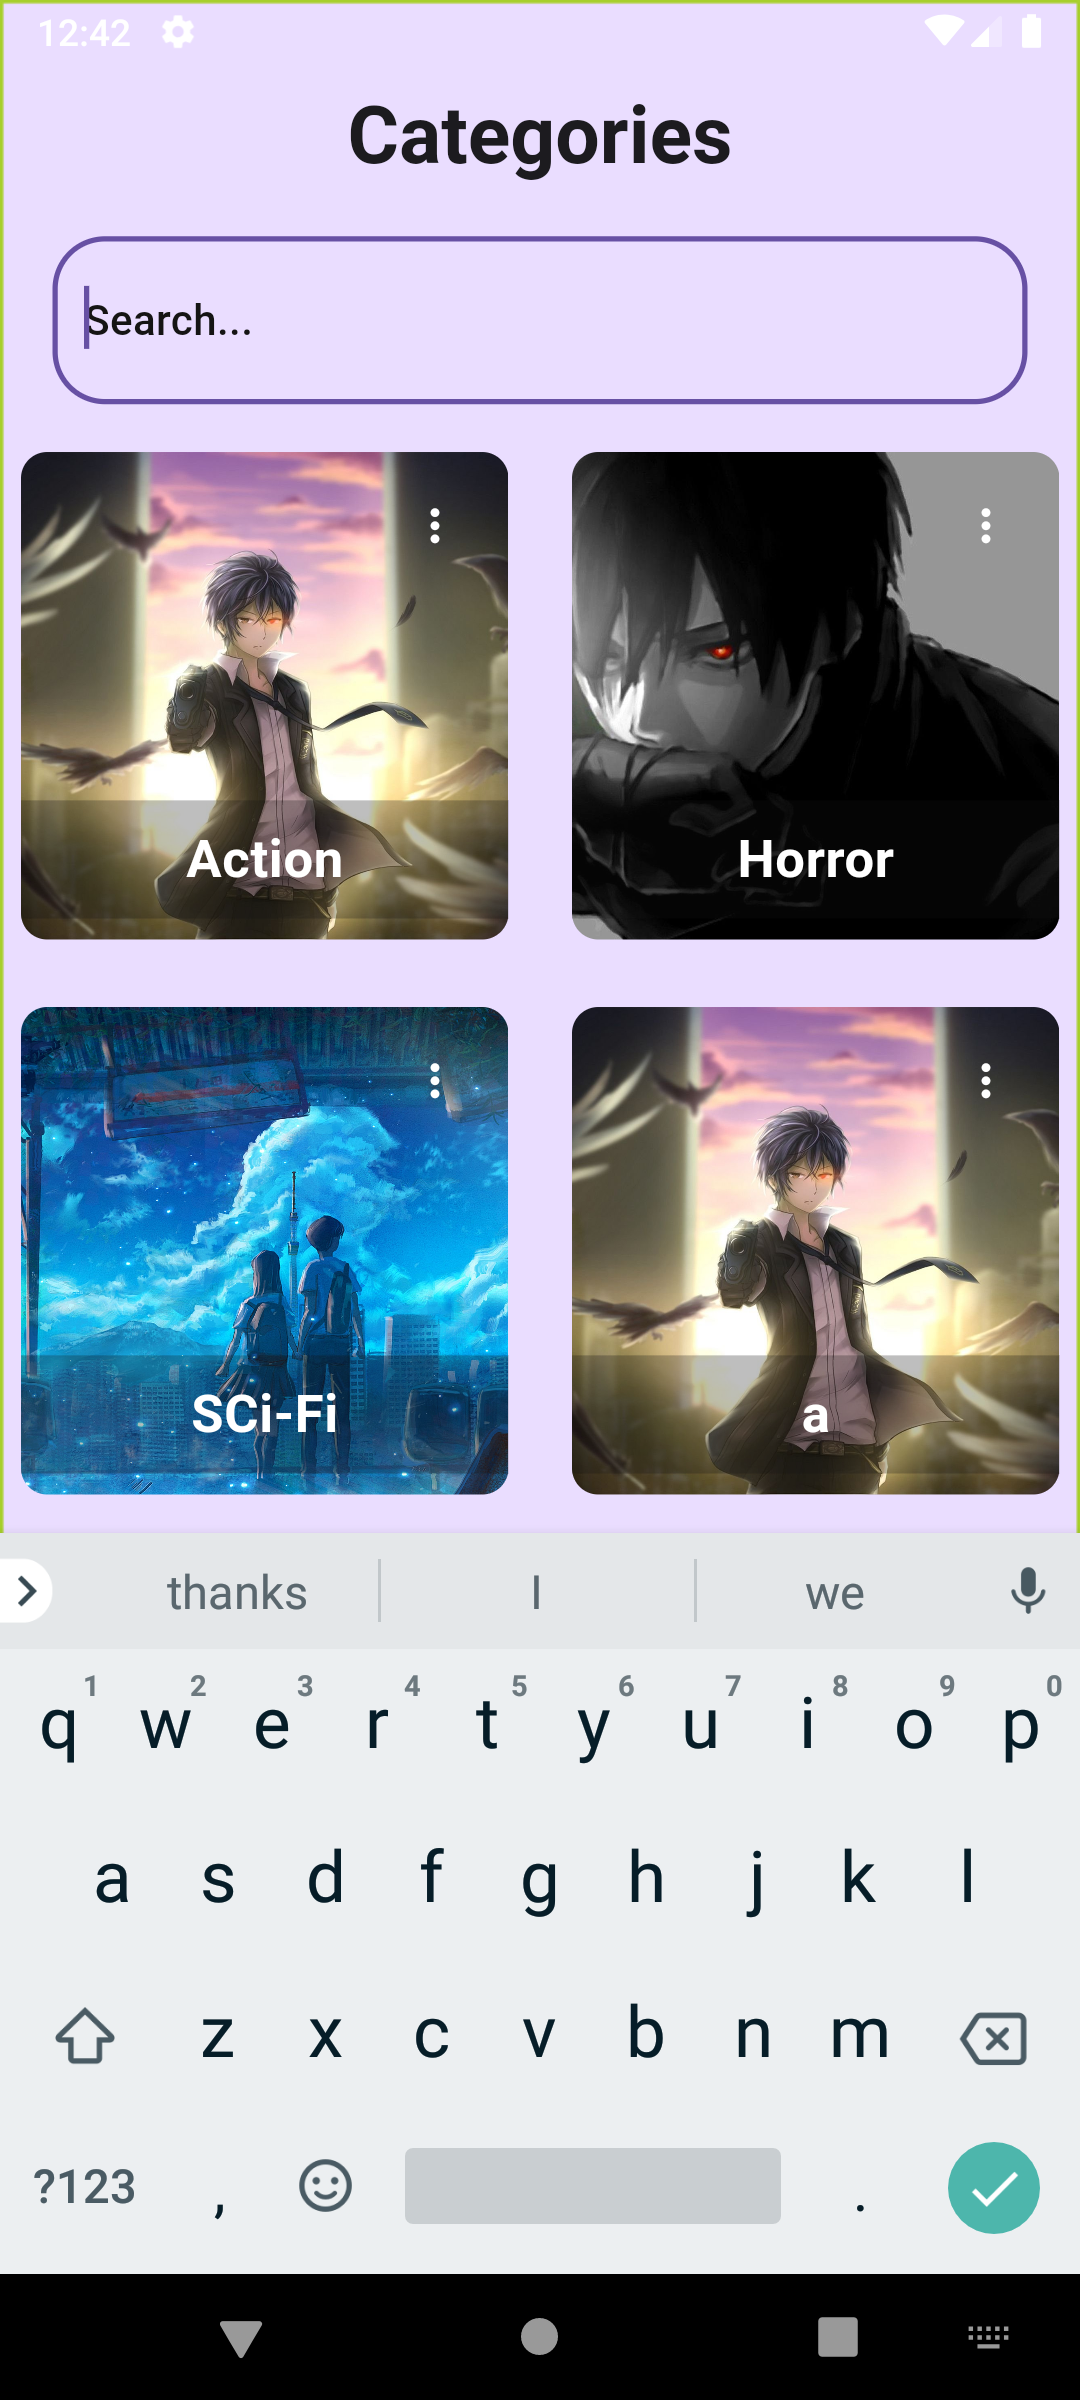 12:42
Categories
Search...
Action
Horror
SCi-Fi
a
thanks I we
1 2 3 4 5 6 7 8 9 0
q w e r t y u i o p
a s d f g h j k l
z x c v b n m
?123 , .